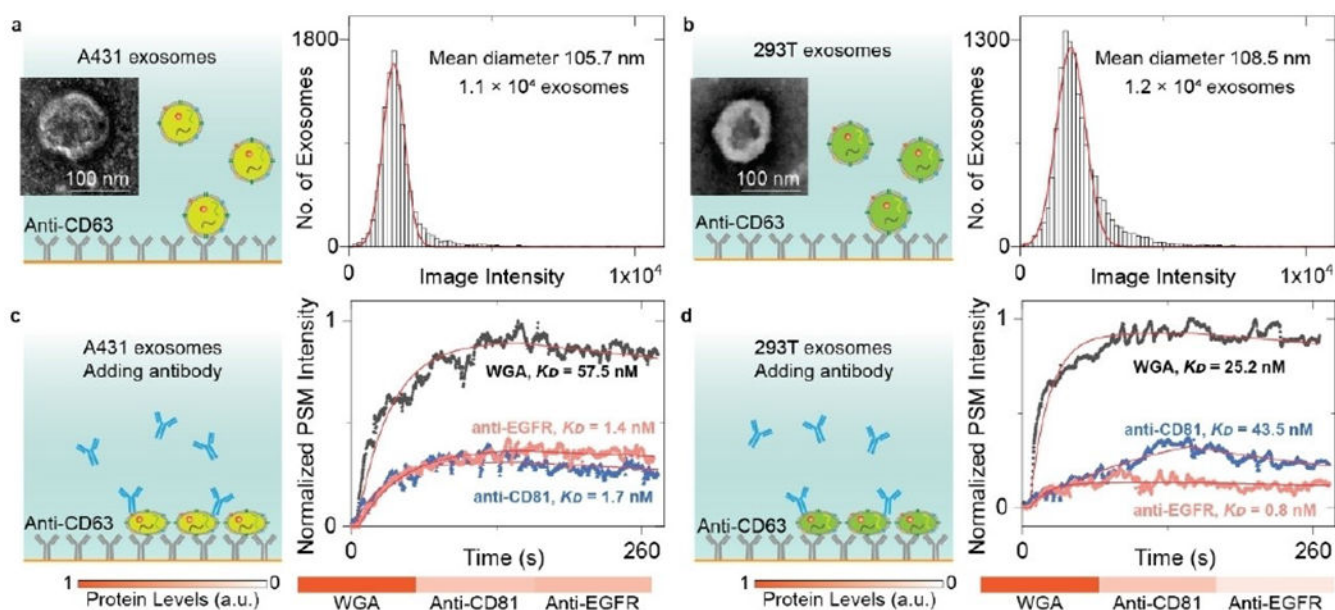 a
A431 exosomes
100 nm
Anti-CD63
No. of Exosomes
1800
0
Mean diameter 105.7 nm
1.1 × 10⁴ exosomes
0
Image Intensity
1x10⁴
b
293T exosomes
100 nm
Anti-CD63
No. of Exosomes
1300
0
Mean diameter 108.5 nm
1.2 × 10⁴ exosomes
0
Image Intensity
1x10⁴
c
A431 exosomes
Adding antibody
Anti-CD63
1
0
Protein Levels (a.u.)
Normalized PSM Intensity
1
0
WGA, KD = 57.5 nM
anti-EGFR, KD = 1.4 nM
anti-CD81, KD = 1.7 nM
0
Time (s)
260
WGA
Anti-CD81
Anti-EGFR
d
293T exosomes
Adding antibody
Anti-CD63
1
0
Protein Levels (a.u.)
Normalized PSM Intensity
1
0
WGA, KD = 25.2 nM
anti-CD81, KD = 43.5 nM
anti-EGFR, KD = 0.8 nM
0
Time (s)
260
WGA
Anti-CD81
Anti-EGFR